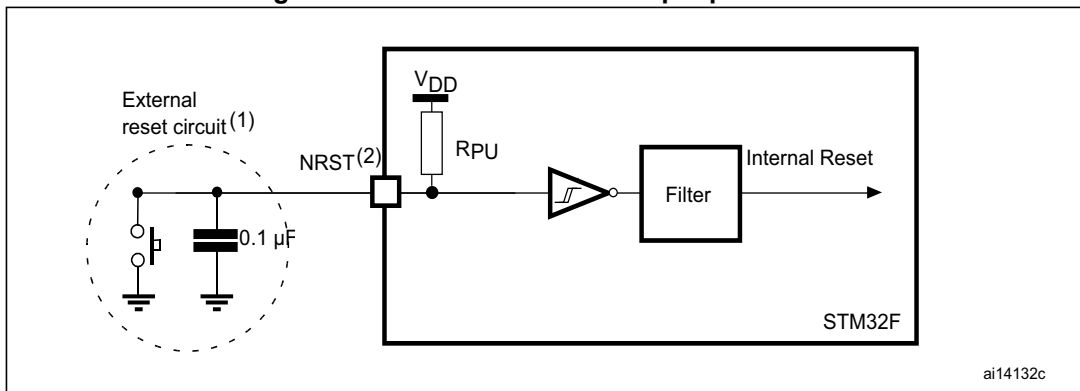 External
reset circuit(1)
VDD
RPU
NRST(2)
Internal Reset
Filter
0.1 µF
STM32F
ai14132c